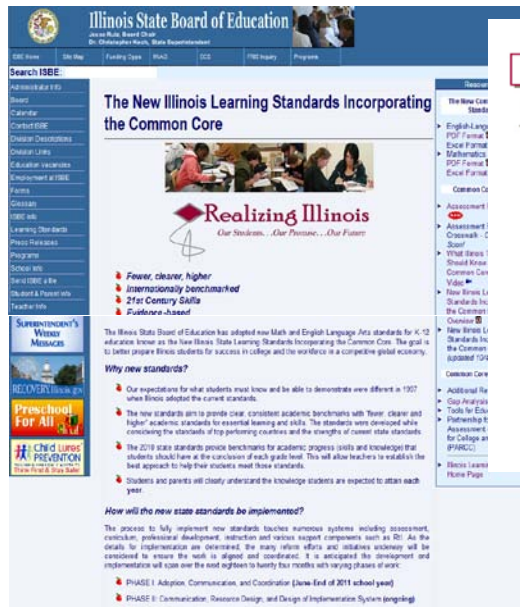 Illinois State Board of Education
Jesse Ruiz, Board Chair
Dr. Christopher Koch, State Superintendent
ISBE Home
Site Map
Funding Opps
RWAS
FRIS Inquiry
Programs
Search ISBE:
Administrator Info
Board
Calendar
Contact ISBE
Division Descriptions
Division Links
Education Vacancies
Employment at ISBE
Forms
Glossary
ISBE Info
Learning Standards
Press Releases
Programs
School Info
Send ISBE a file
Student & Parent Info
Teacher Info
SUPERINTENDENT'S
WEEKLY
MESSAGES
RECOVERY.Illinois.gov
Preschool
For All
Child Lures
PREVENTION
Think First & Stay Safe!
The New Illinois Learning Standards Incorporating
the Common Core
Realizing Illinois
Our Students. . .Our Promise. . .Our Future
Fewer, clearer, higher
Internationally benchmarked
21st Century Skills
Evidence-based
The Illinois State Board of Education has adopted new Math and English Language Arts standards for K-12
education known as the New Illinois State Learning Standards Incorporating the Common Core. The goal is
to better prepare Illinois students for success in college and the workforce in a competitive global economy.
Why new standards?
Our expectations for what students must know and be able to demonstrate were different in 1997
when Illinois adopted the current standards.
The new standards aim to provide clear, consistent academic benchmarks with "fewer, clearer and
higher" academic standards for essential learning and skills. The standards were developed while
considering the standards of top performing countries and the strengths of current state standards.
The 2010 state standards provide benchmarks for academic progress (skills and knowledge) that
students should have at the conclusion of each grade level. This will allow teachers to establish the
best approach to help their students meet those standards.
Students and parents will clearly understand the knowledge students are expected to attain each
year.
How will the new state standards be implemented?
The process to fully implement new standards touches numerous systems including assessment,
curriculum, professional development, instruction and various support components such as RtI. As the
details for implementation are determined, the many reform efforts and initiatives underway will be
considered to ensure the work is aligned and coordinated. It is anticipated the development and
implementation will span over the next eighteen to twenty four months with varying phases of work:
PHASE I: Adoption, Communication, and Coordination (June-End of 2011 school year)
PHASE II: Communication, Resource Design, and Design of Implementation System (ongoing)
The New Com
Standa
English-Langu
PDF Format
Excel Format
Mathematics
PDF Format
Excel Format
Common Co
Assessment
Assessment
Crosswalk -
Soon!
What Illinois
Should Know
Common Core
Video
New Illinois L
Standards Inc
the Common
Overview
New Illinois L
Standards Inc
the Common
(updated
Common Core
Additional Re
Gap Analysis
Tools for Educ
Partnership fo
Assessment
for College an
(PARCC)
Illinois Learni
Home Page